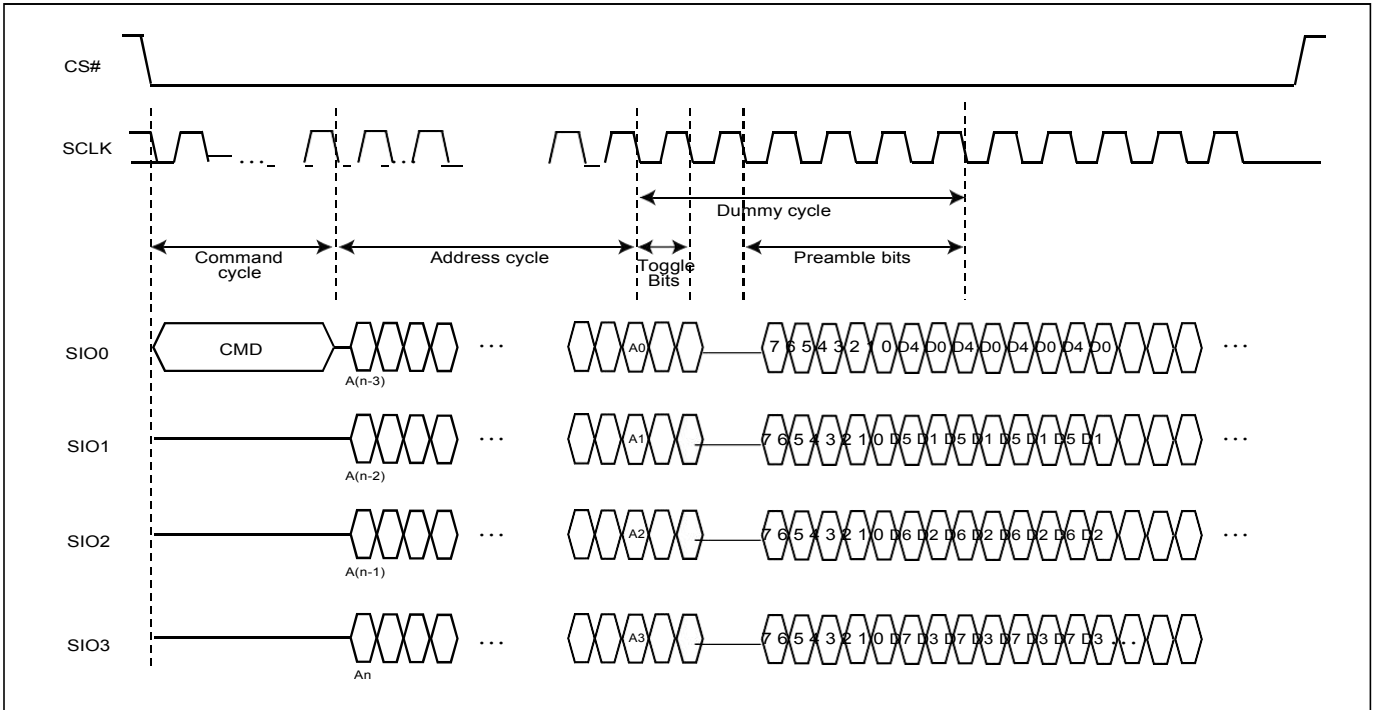 CS#
SCLK
Dummy cycle
Command
cycle
Address cycle
Toggle
Bits
Preamble bits
SIO0
CMD
...
A0
7 6 5 4 3 2 1 0 D4 D0 D4 D0 D4 D0 D4 D0
...
A(n-3)
SIO1
...
A1
7 6 5 4 3 2 1 0 D5 D1 D5 D1 D5 D1 D5 D1
...
A(n-2)
SIO2
...
A2
7 6 5 4 3 2 1 0 D6 D2 D6 D2 D6 D2 D6 D2
...
A(n-1)
SIO3
...
A3
7 6 5 4 3 2 1 0 D7 D3 D7 D3 D7 D3 D7 D3 ...
An